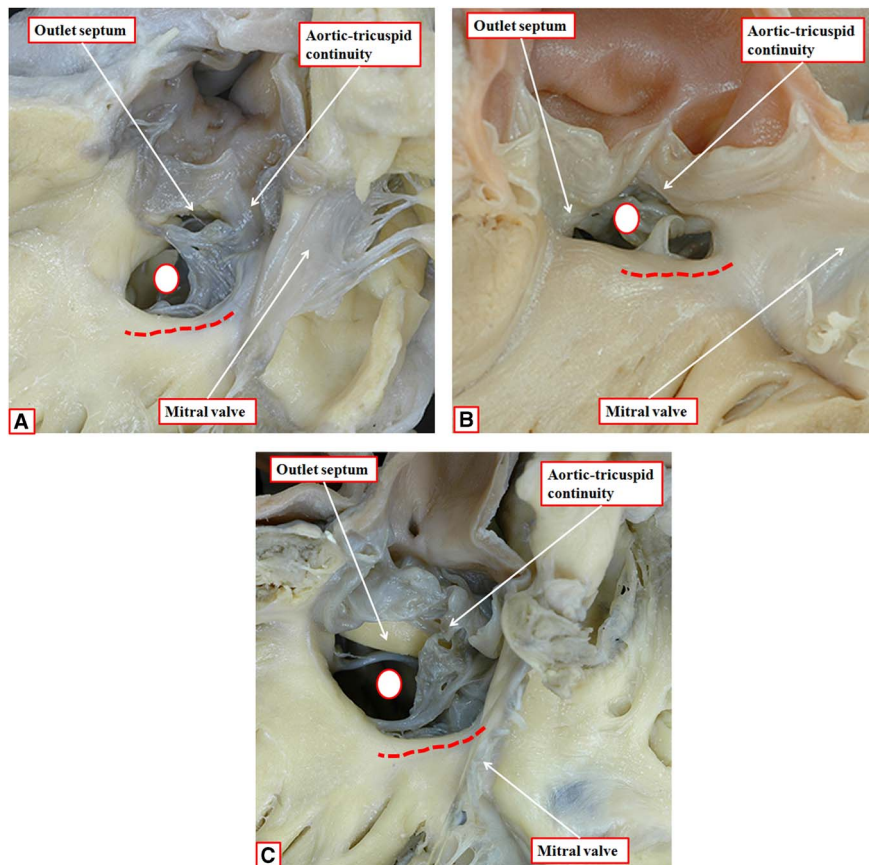 Outlet septum
Aortic-tricuspid
continuity
Mitral valve
A
Outlet septum
Aortic-tricuspid
continuity
Mitral valve
B
Outlet septum
Aortic-tricuspid
continuity
Mitral valve
C